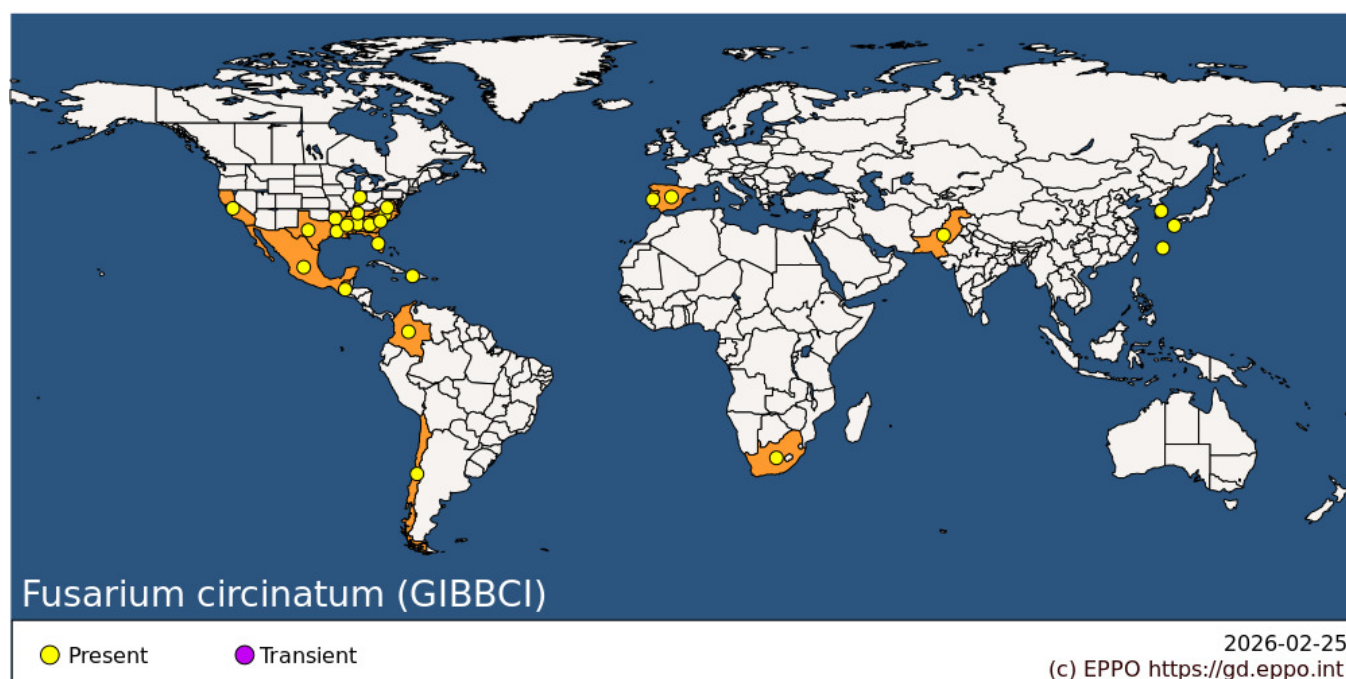 Fusarium circinatum (GIBBCI)
Present
Transient
2026-02-25
(c) EPPO https://gd.eppo.int